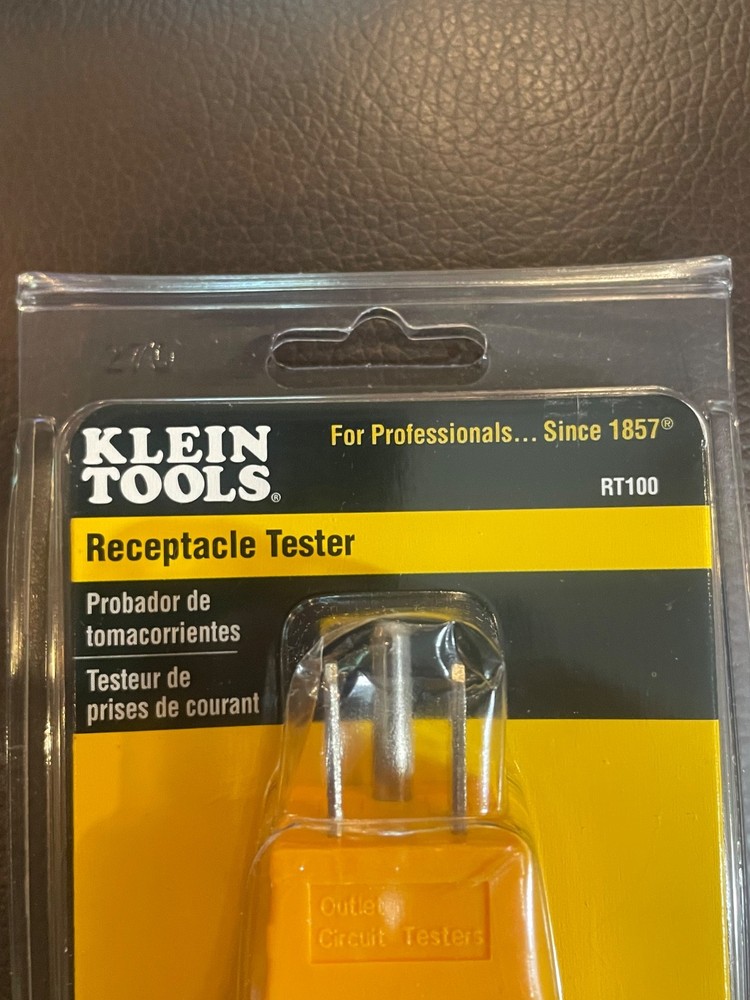 KLEIN
TOOLS®
For Professionals... Since 1857®
RT100
Receptacle Tester
Probador de
tomacorrientes
Testeur de
prises de courant
Outlet
Circuit Testers